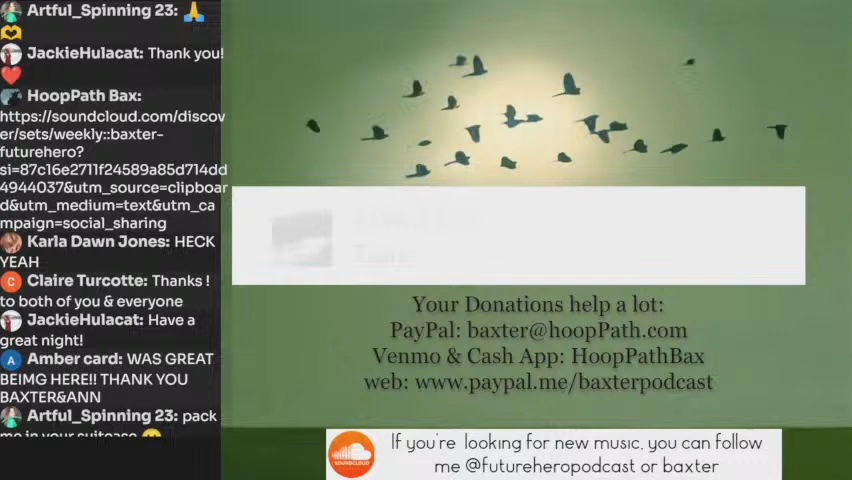 Artful_Spinning 23: 🙏
🫶
JackieHulacat: Thank you!
❤️
HoopPath Bax:
https://soundcloud.com/discov
er/sets/weekly::baxter-
futurehero?
si=87c16e2711f24589a85d714dd
4944037&utm_source=clipboar
d&utm_medium=text&utm_ca
mpaign=social_sharing
Karla Dawn Jones: HECK
YEAH
C
Claire Turcotte: Thanks !
to both of you & everyone
JackieHulacat: Have a
great night!
A
Amber card: WAS GREAT
BEIMG HERE!! THANK YOU
BAXTER&ANN
Artful_Spinning 23: pack
me in your suitcase
Your Donations help a lot:
PayPal: baxter@hoopPath.com
Venmo & Cash App: HoopPathBax
web: www.paypal.me/baxterpodcast
SOUNDCLOUD
If you're looking for new music, you can follow
me @futureheropodcast or baxter